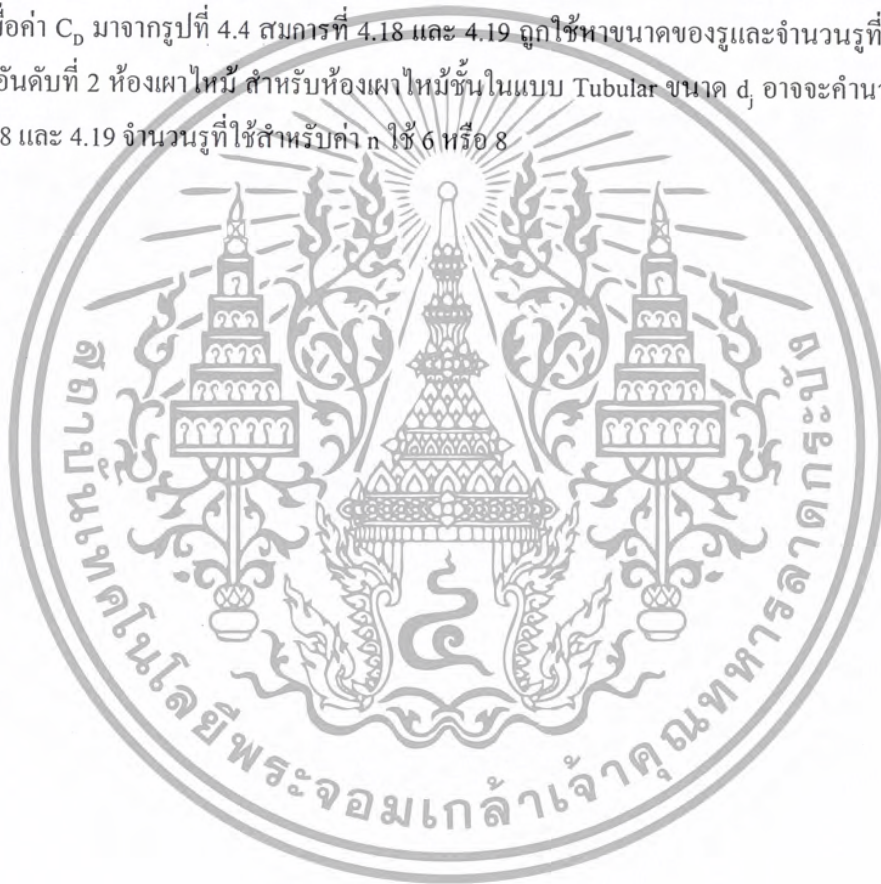 ื่อค่า C_D มาจากรูปที่ 4.4 สมการที่ 4.18 และ 4.19 ถูกใช้หาขนาดของรูและจำนวนรูที่
อันดับที่ 2 ห้องเผาไหม้ สำหรับห้องเผาไหม้ชั้นในแบบ Tubular ขนาด d_j อาจจะคำนว
8 และ 4.19 จำนวนรูที่ใช้สำหรับค่า n ใช้ 6 หรือ 8
สถาบันเทคโนโลยีพระจอมเกล้าเจ้าคุณทหารลาดกระบัง